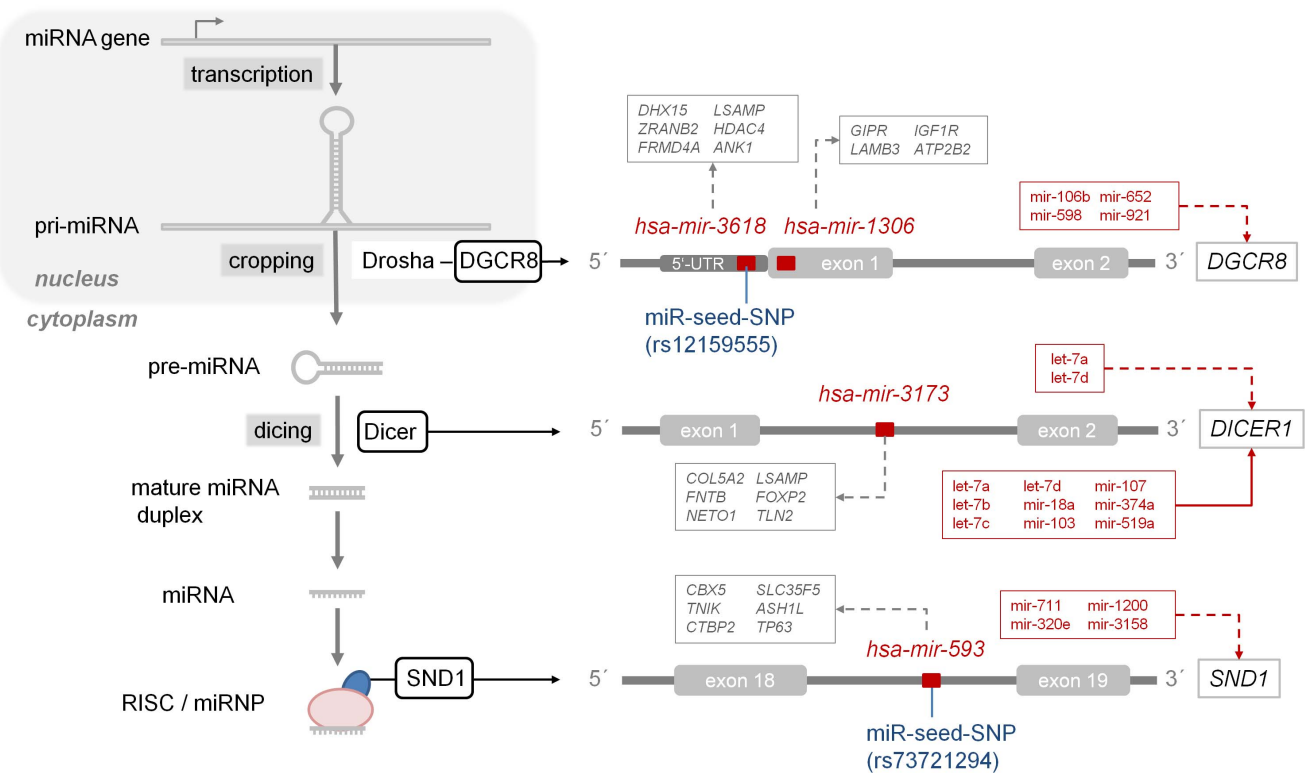 miRNA gene
transcription
pri-miRNA
cropping
Drosha – DGCR8
nucleus
cytoplasm
pre-miRNA
dicing
Dicer
mature miRNA
duplex
miRNA
SND1
RISC / miRNP
DHX15 LSAMP
ZRANB2 HDAC4
FRMD4A ANK1
GIPR IGF1R
LAMB3 ATP2B2
mir-106b mir-652
mir-598 mir-921
hsa-mir-3618 hsa-mir-1306
5´ 5'-UTR exon 1 exon 2 3´ DGCR8
miR-seed-SNP
(rs12159555)
let-7a
let-7d
hsa-mir-3173
5´ exon 1 exon 2 3´ DICER1
COL5A2 LSAMP
FNTB FOXP2
NETO1 TLN2
let-7a let-7d mir-107
let-7b mir-18a mir-374a
let-7c mir-103 mir-519a
CBX5 SLC35F5
TNIK ASH1L
CTBP2 TP63
mir-711 mir-1200
mir-320e mir-3158
hsa-mir-593
5´ exon 18 exon 19 3´ SND1
miR-seed-SNP
(rs73721294)